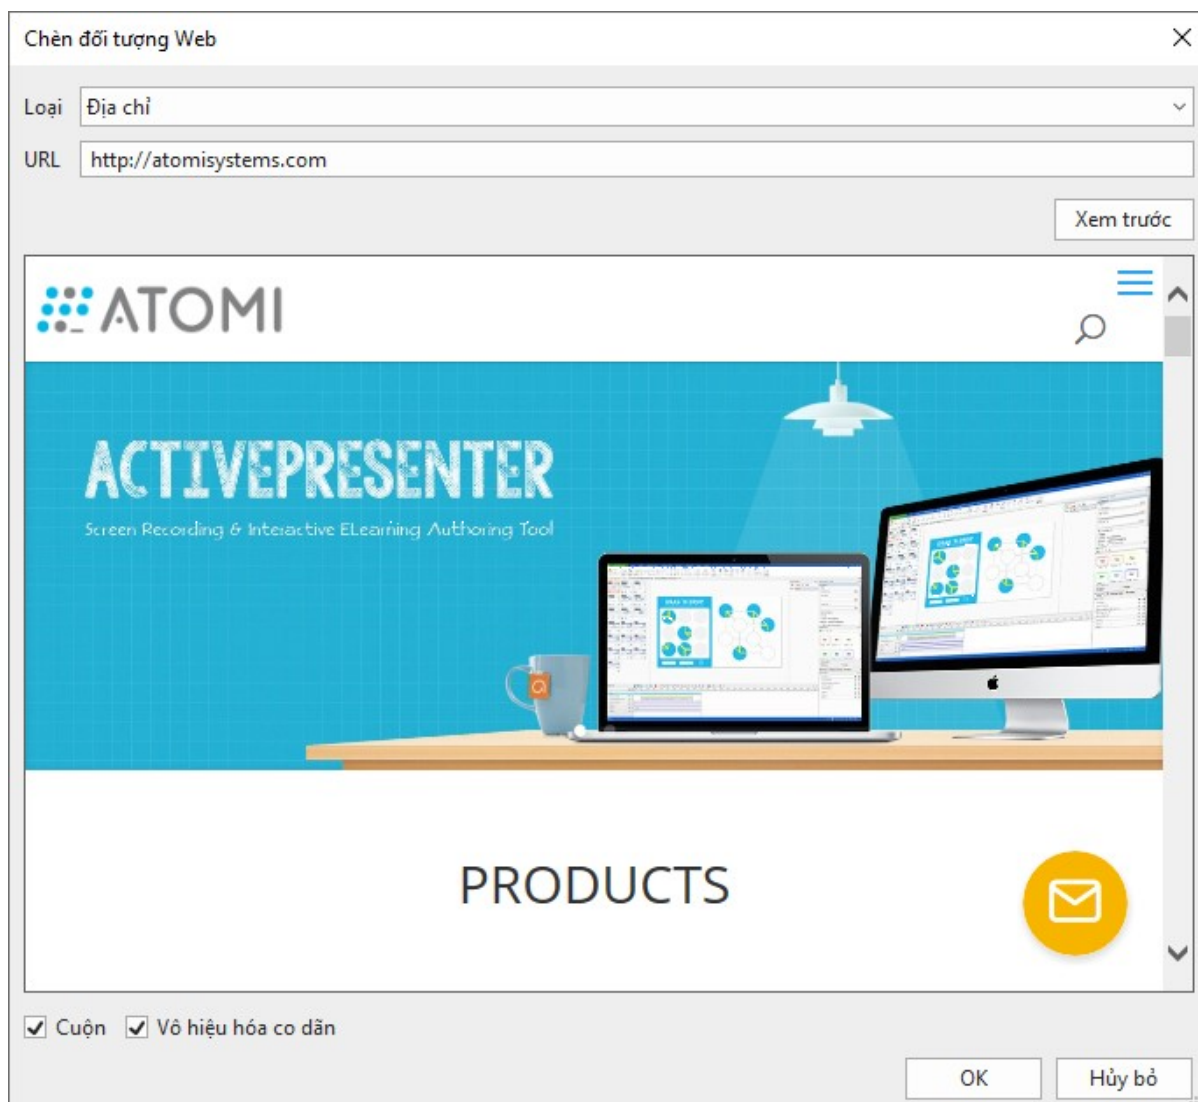 Chèn đối tượng Web
Loại Địa chỉ
URL http://atomisystems.com
Xem trước
ATOMI
ACTIVEPRESENTER
Screen Recording & Interactive ELearning Authoring Tool
PRODUCTS
Cuộn Vô hiệu hóa co dãn
OK Hủy bỏ